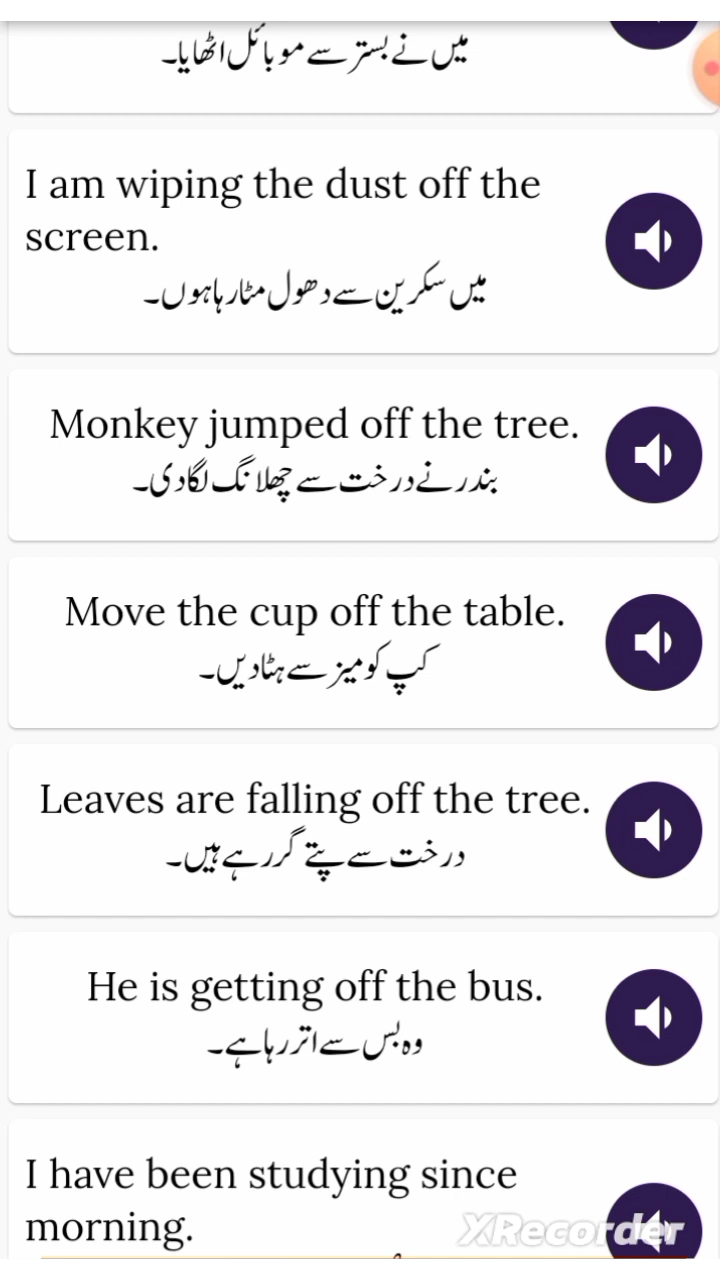 میں نے بستر سے موبائل اٹھایا۔
I am wiping the dust off the
screen.
میں سکرین سے دھول مٹا رہا ہوں۔
Monkey jumped off the tree.
بندر نے درخت سے چھلانگ لگا دی۔
Move the cup off the table.
کپ کو میز سے ہٹا دیں۔
Leaves are falling off the tree.
درخت سے پتے گر رہے ہیں۔
He is getting off the bus.
وہ بس سے اتر رہا ہے۔
I have been studying since
morning.
XRecorder